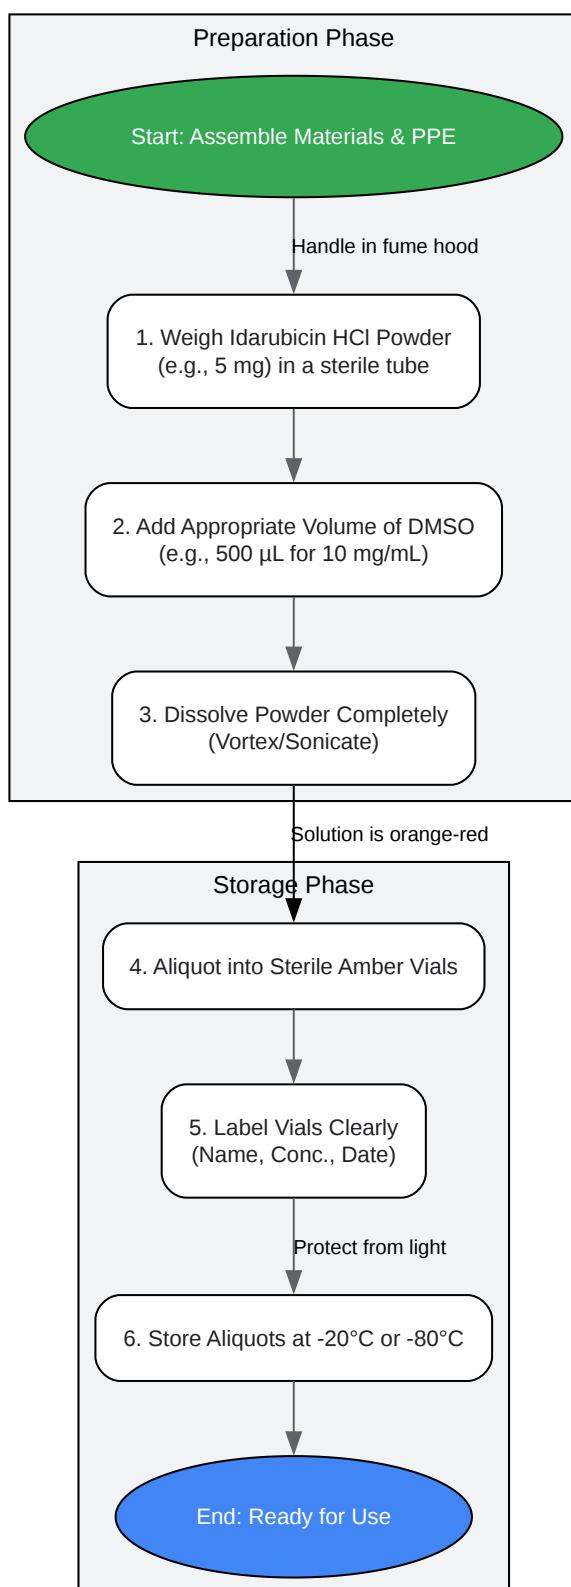 Preparation Phase
Start: Assemble Materials & PPE
Handle in fume hood
1. Weigh Idarubicin HCl Powder
(e.g., 5 mg) in a sterile tube
2. Add Appropriate Volume of DMSO
(e.g., 500 µL for 10 mg/mL)
3. Dissolve Powder Completely
(Vortex/Sonicate)
Solution is orange-red
Storage Phase
4. Aliquot into Sterile Amber Vials
5. Label Vials Clearly
(Name, Conc., Date)
Protect from light
6. Store Aliquots at -20°C or -80°C
End: Ready for Use